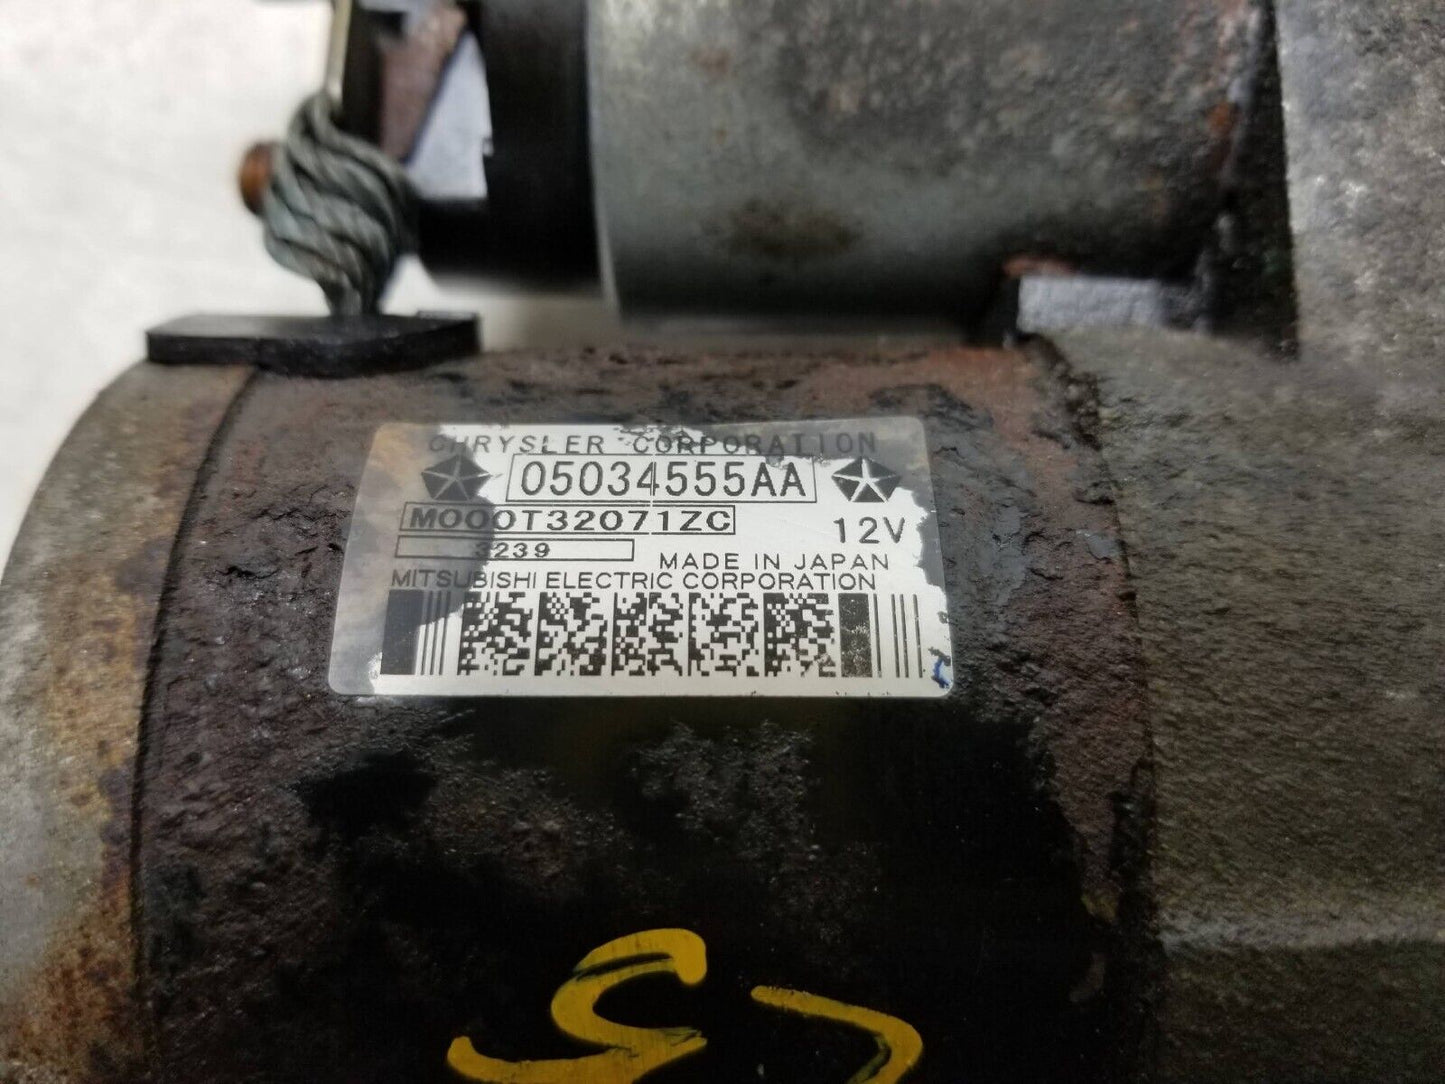 CHRYSLER CORPORATION
05034555AA
M000T32071ZC
12V
3239
MADE IN JAPAN
MITSUBISHI ELECTRIC CORPORATION